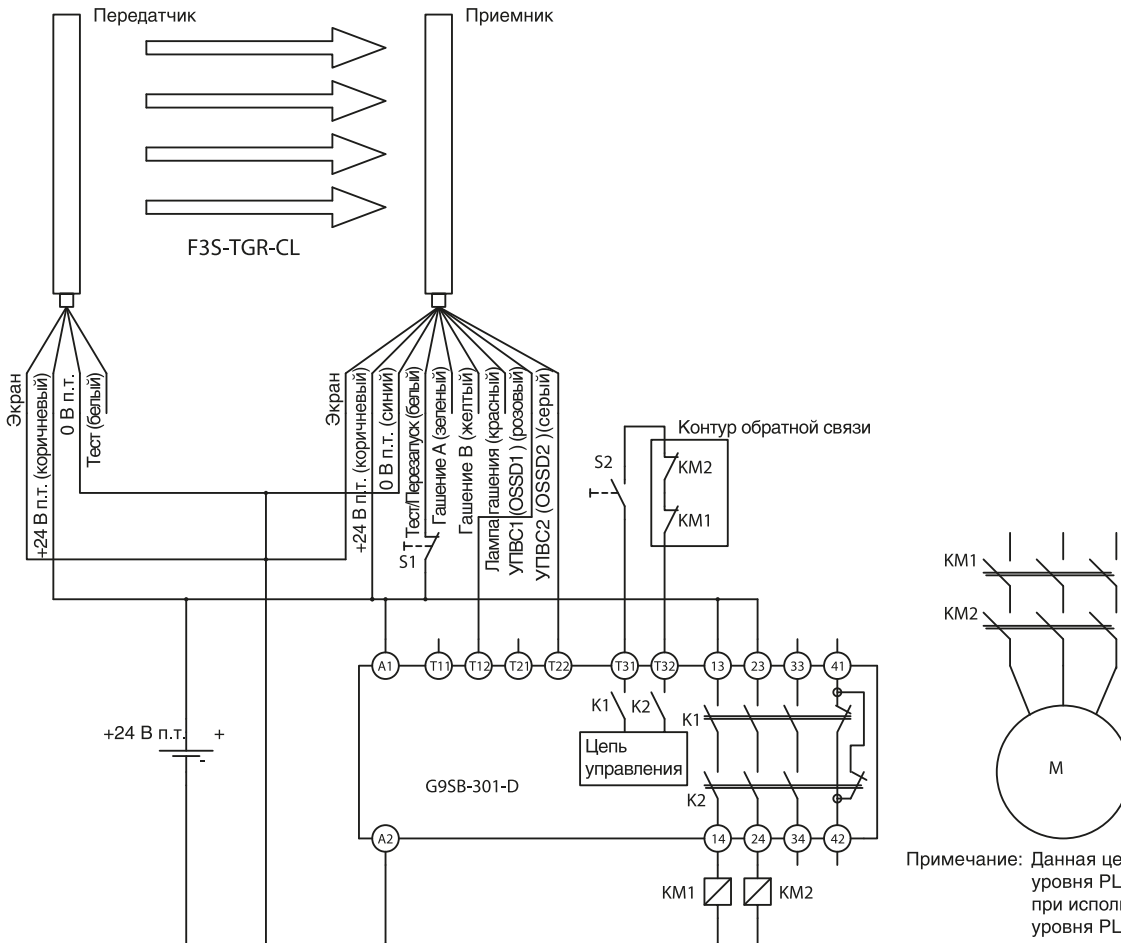 Передатчик
Приемник
F3S-TGR-CL
Экран
+24 В п.т. (коричневый)
0 В п.т.
Тест (белый)
Экран
+24 В п.т. (коричневый)
0 В п.т. (синий)
Тест/Перезапуск (белый)
Гашение A (зеленый)
Гашение B (желтый)
Лампа гашения (красный)
УПВС1 (OSSD1 ) (розовый)
УПВС2 (OSSD2 )(серый)
S1
S2
Контур обратной связи
KM2
KM1
KM1
KM2
A1
T11
T12
T21
T22
T31
T32
13
23
33
41
K1
K2
K1
Цепь
управления
K2
G9SB-301-D
+24 В п.т.
+
-
M
A2
14
24
34
42
KM1
KM2
Примечание: Данная це
уровня PL
при исполь
уровня PL